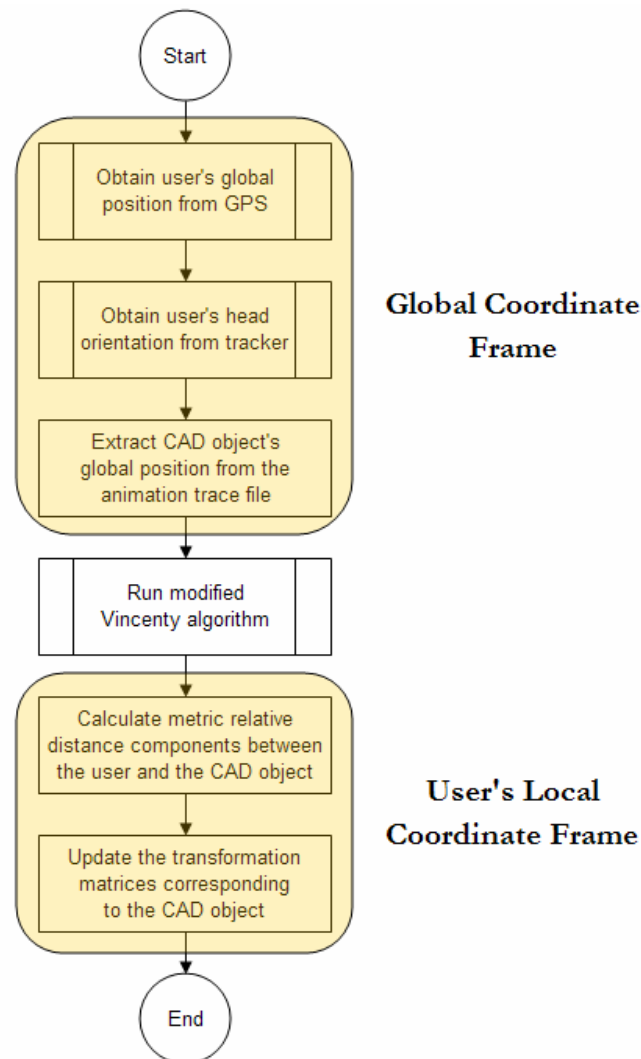 Start
Obtain user's global
position from GPS
Obtain user's head
orientation from tracker
Global Coordinate
Frame
Extract CAD object's
global position from the
animation trace file
Run modified
Vincenty algorithm
Calculate metric relative
distance components between
the user and the CAD object
User's Local
Coordinate Frame
Update the transformation
matrices corresponding
to the CAD object
End